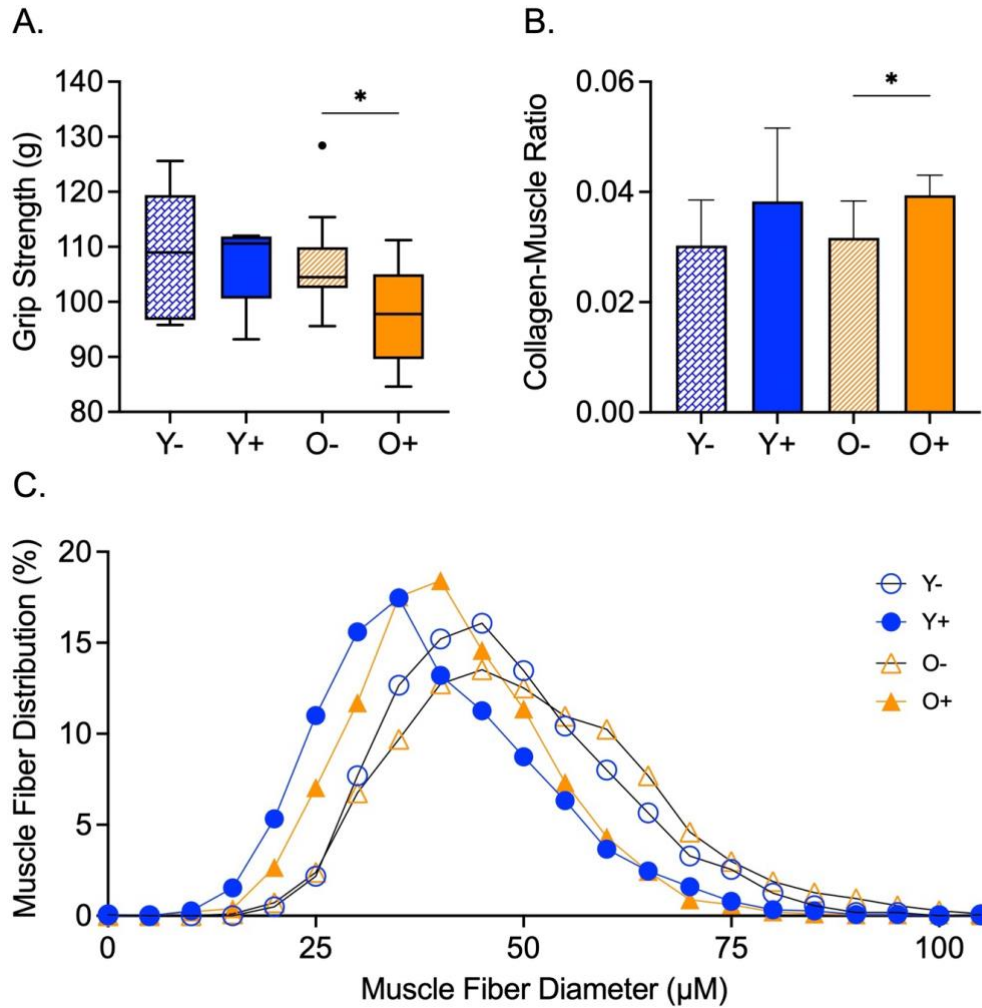 A.
B.
Grip Strength (g)
140
130
120
110
100
90
80
*
Y-
Y+
O-
O+
Collagen-Muscle Ratio
0.06
0.04
0.02
0.00
*
Y-
Y+
O-
O+
C.
Muscle Fiber Distribution (%)
20
15
10
5
0
0
25
50
75
100
Muscle Fiber Diameter (µM)
Y-
Y+
O-
O+